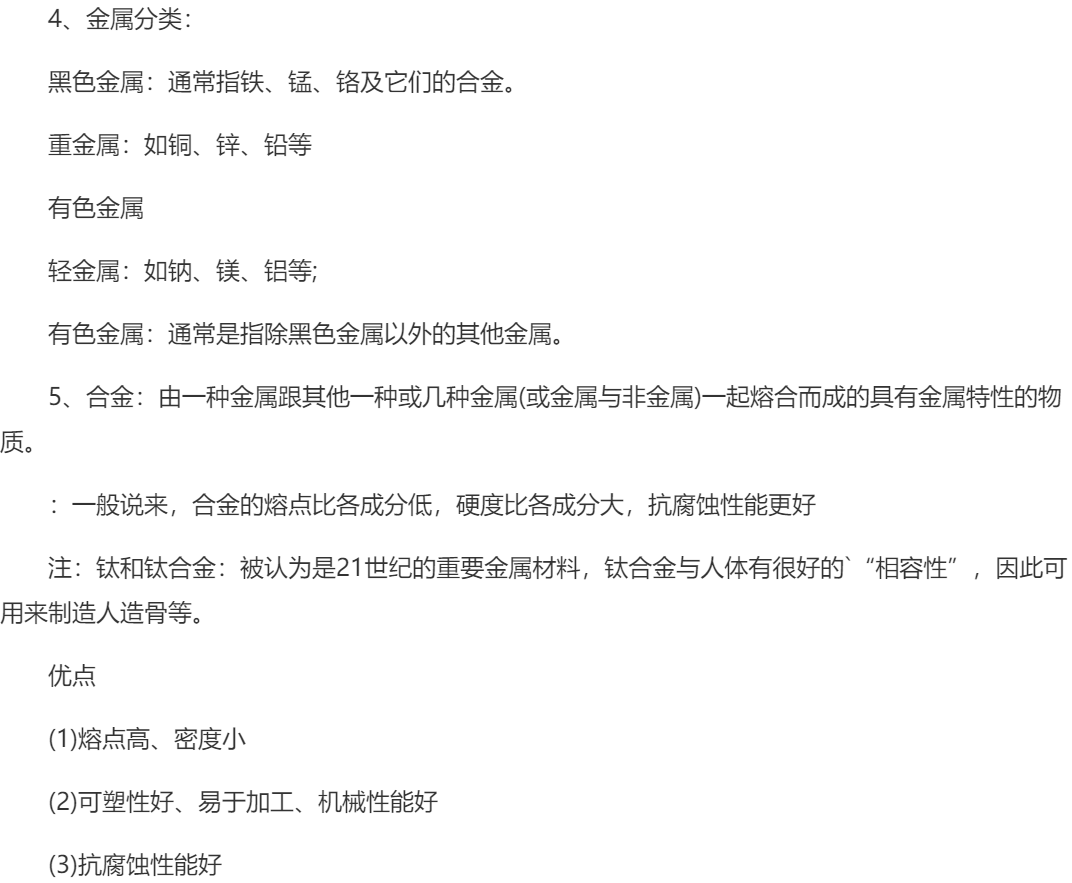 4、金属分类：
黑色金属：通常指铁、锰、铬及它们的合金。
重金属：如铜、锌、铅等
有色金属
轻金属：如钠、镁、铝等;
有色金属：通常是指除黑色金属以外的其他金属。
5、合金：由一种金属跟其他一种或几种金属(或金属与非金属)一起熔合而成的具有金属特性的物
质。
：一般说来，合金的熔点比各成分低，硬度比各成分大，抗腐蚀性能更好
注：钛和钛合金：被认为是21世纪的重要金属材料，钛合金与人体有很好的`“相容性”，因此可
用来制造人造骨等。
优点
(1)熔点高、密度小
(2)可塑性好、易于加工、机械性能好
(3)抗腐蚀性能好